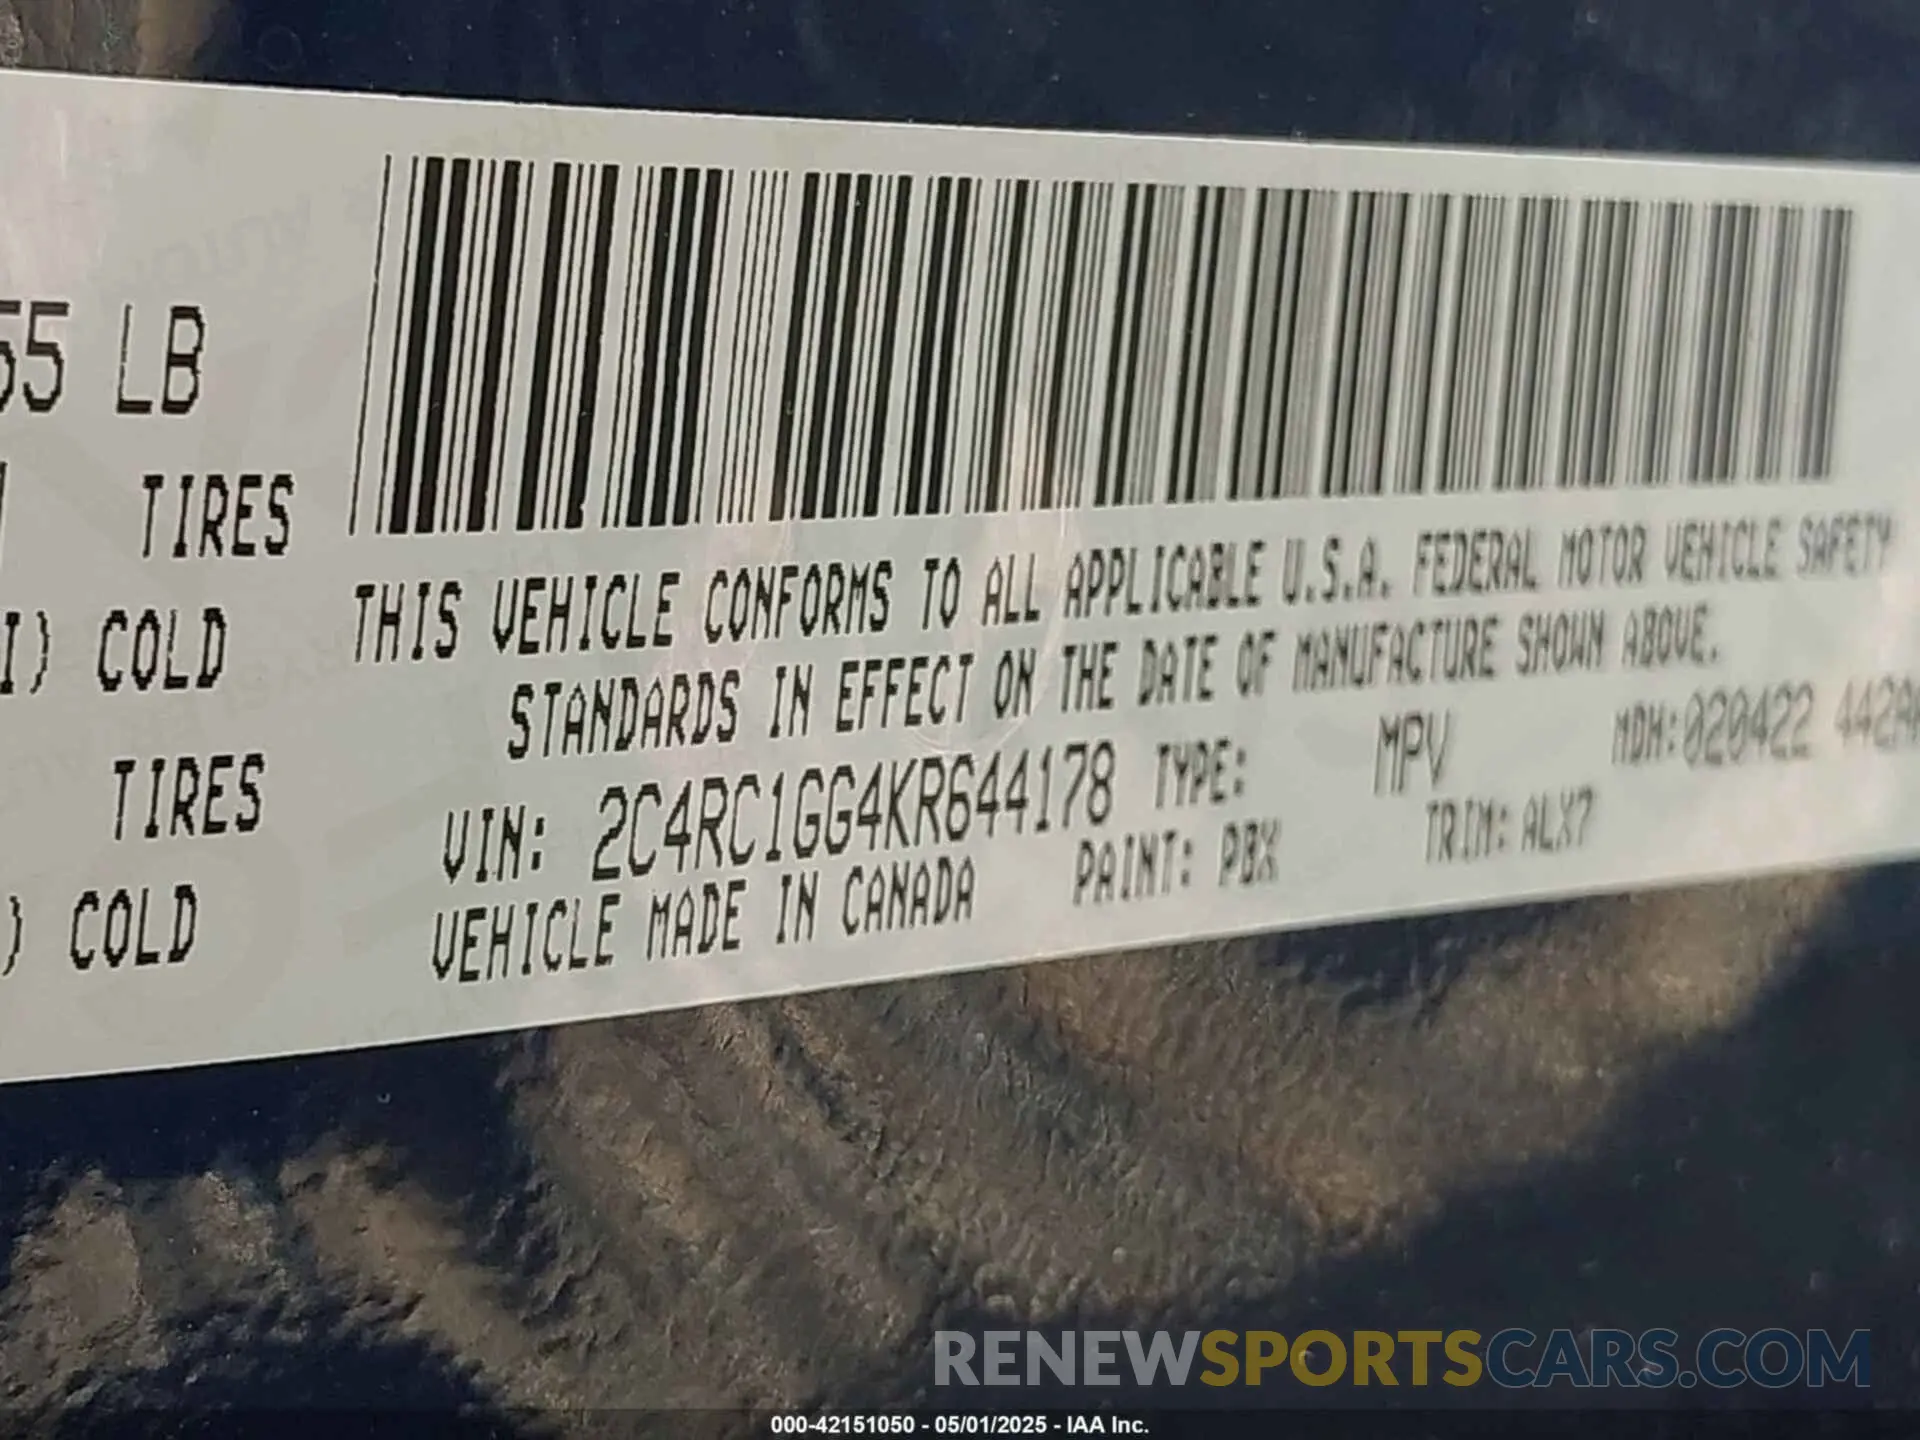 55 LB
TIRES
I) COLD
TIRES
) COLD
THIS VEHICLE CONFORMS TO ALL APPLICABLE U.S.A. FEDERAL MOTOR VEHICLE SAFETY
STANDARDS IN EFFECT ON THE DATE OF MANUFACTURE SHOWN ABOVE.
VIN: 2C4RC1GG4KR644178 TYPE: MPV MDH:020422 442AA
VEHICLE MADE IN CANADA PAINT: PBX TRIM: ALX7
RENEWSPORTSCARS.COM
000-42151050 - 05/01/2025 - IAA Inc.